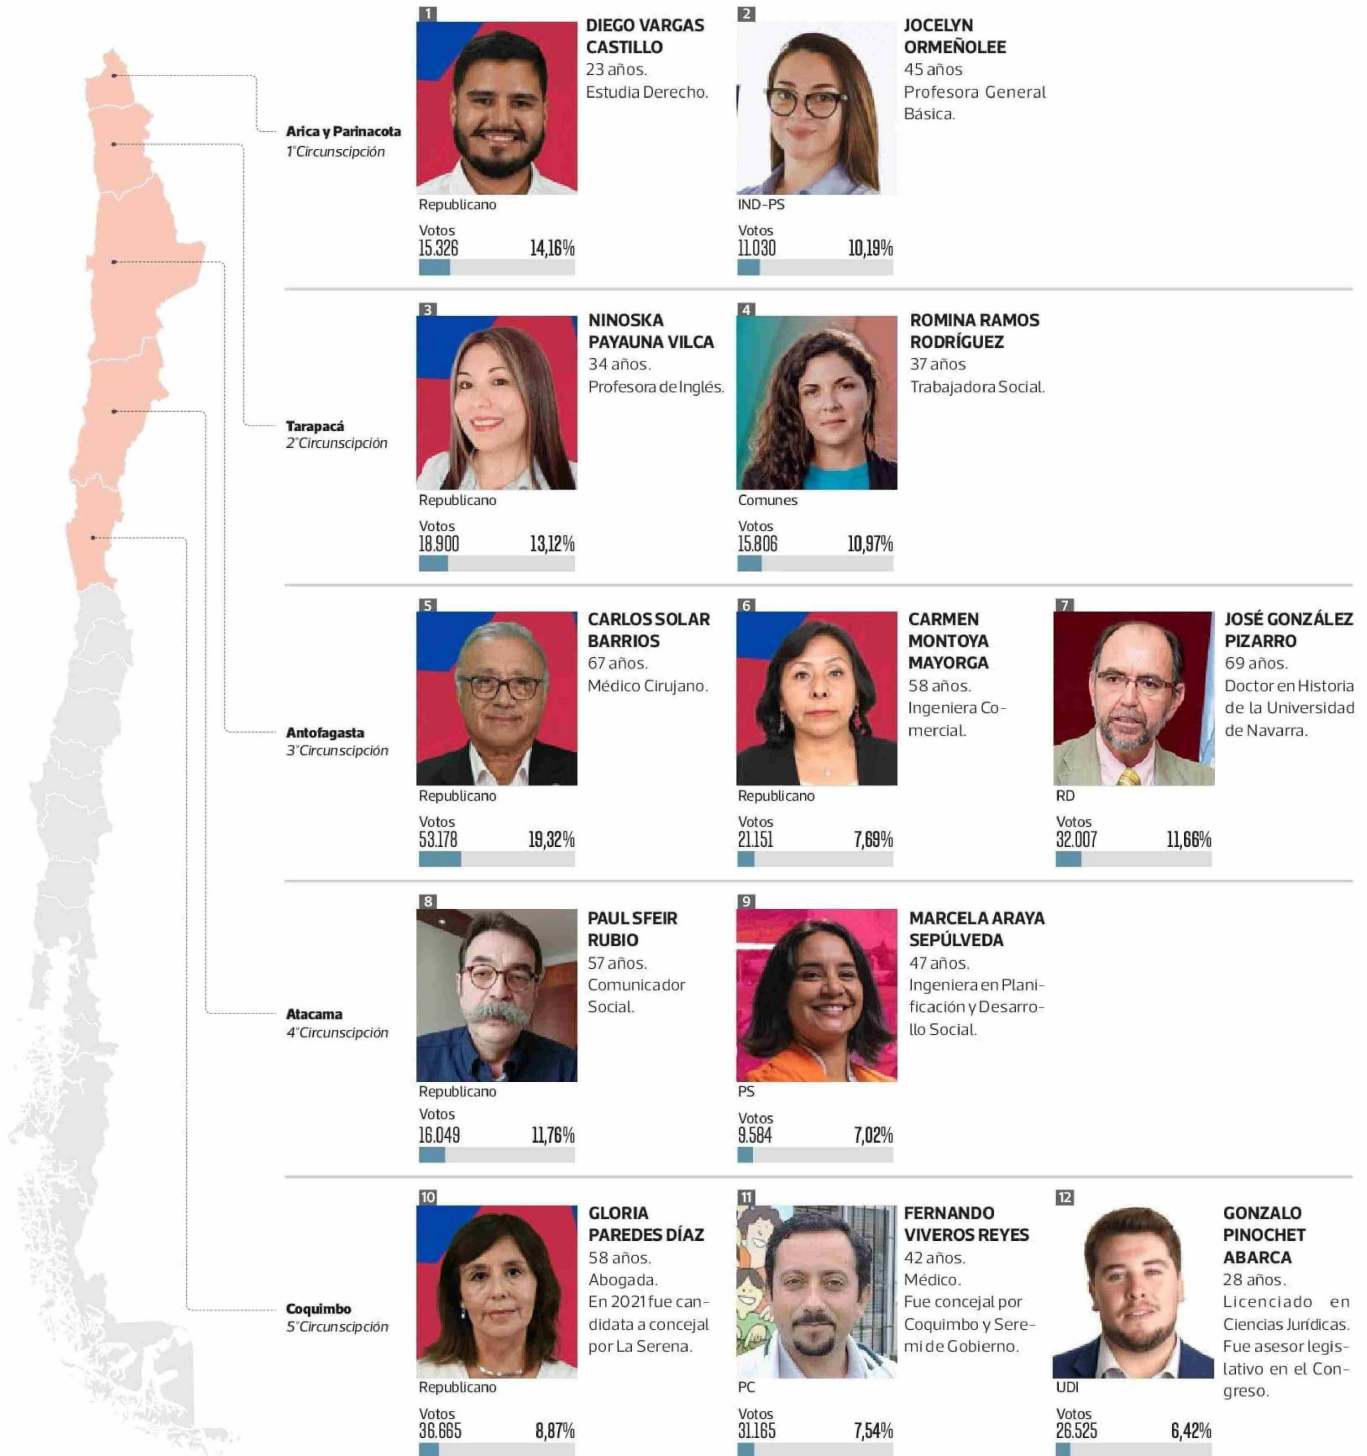 1
DIEGO VARGAS
CASTILLO
23 años.
Estudia Derecho.
Republicano
Votos
15.326 14,16%
2
JOCELYN
ORMEÑOLEE
45 años
Profesora General
Básica.
IND-PS
Votos
11.030 10,19%
Arica y Parinacota
1°Circunscipción
3
NINOSKA
PAYAUNA VILCA
34 años.
Profesora de Inglés.
Republicano
Votos
18.900 13,12%
4
ROMINA RAMOS
RODRÍGUEZ
37 años
Trabajadora Social.
Comunes
Votos
15.806 10,97%
Tarapacá
2°Circunscipción
5
CARLOS SOLAR
BARRIOS
67 años.
Médico Cirujano.
Republicano
Votos
53.178 19,32%
6
CARMEN
MONTOYA
MAYORGA
58 años.
Ingeniera Co-
mercial.
Republicano
Votos
21.151 7,69%
7
JOSÉ GONZÁLEZ
PIZARRO
69 años.
Doctor en Historia
de la Universidad
de Navarra.
RD
Votos
32.007 11,66%
Antofagasta
3°Circunscipción
8
PAUL SFEIR
RUBIO
57 años.
Comunicador
Social.
Republicano
Votos
16.049 11,76%
9
MARCELA ARAYA
SEPÚLVEDA
47 años.
Ingeniera en Plani-
ficación y Desarro-
llo Social.
PS
Votos
9.584 7,02%
Atacama
4°Circunscipción
10
GLORIA
PAREDES DÍAZ
58 años.
Abogada.
En 2021 fue can-
didata a concejal
por La Serena.
Republicano
Votos
36.665 8,87%
11
FERNANDO
VIVEROS REYES
42 años.
Médico.
Fue concejal por
Coquimbo y Sere-
mi de Gobierno.
PC
Votos
31.165 7,54%
12
GONZALO
PINOCHET
ABARCA
28 años.
Licenciado en
Ciencias Jurídicas.
Fue asesor legis-
lativo en el Con-
greso.
UDI
Votos
26.525 6,42%
Coquimbo
5°Circunscipción